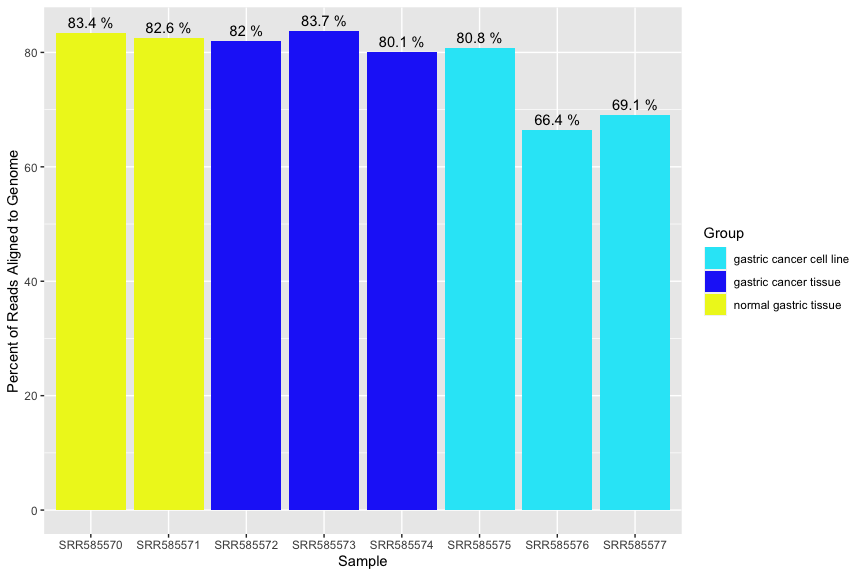 83.4 %
82.6 %
82 %
83.7 %
80.1 %
80.8 %
66.4 %
69.1 %
80
60
40
20
0
Percent of Reads Aligned to Genome
SRR585570 SRR585571 SRR585572 SRR585573 SRR585574 SRR585575 SRR585576 SRR585577
Sample
Group
gastric cancer cell line
gastric cancer tissue
normal gastric tissue